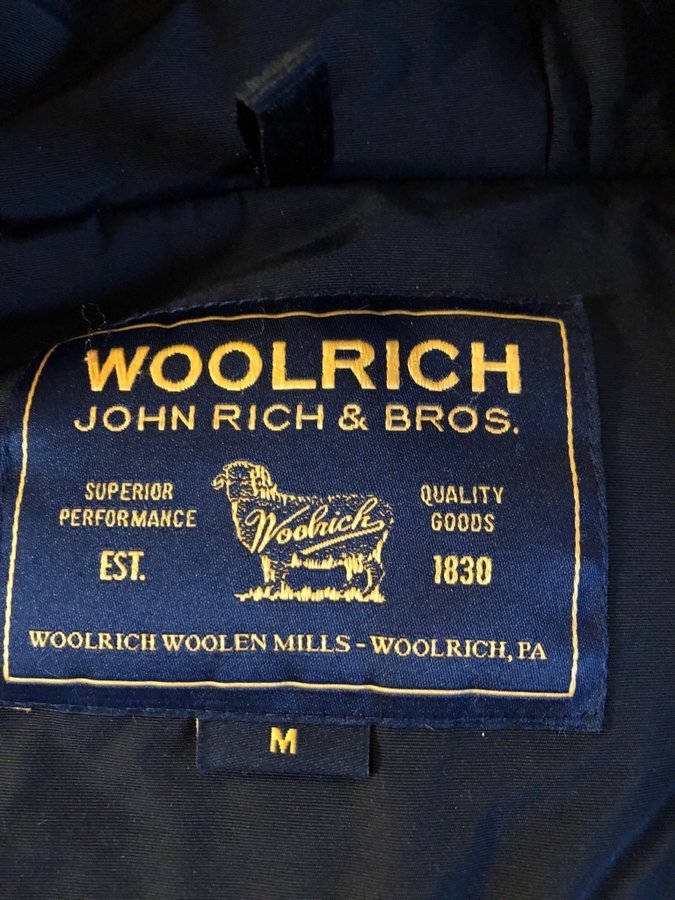 WOOLRICH
JOHN RICH & BROS.
SUPERIOR
PERFORMANCE
EST.
Woolrich
QUALITY
GOODS
1830
WOOLRICH WOOLEN MILLS - WOOLRICH, PA
M